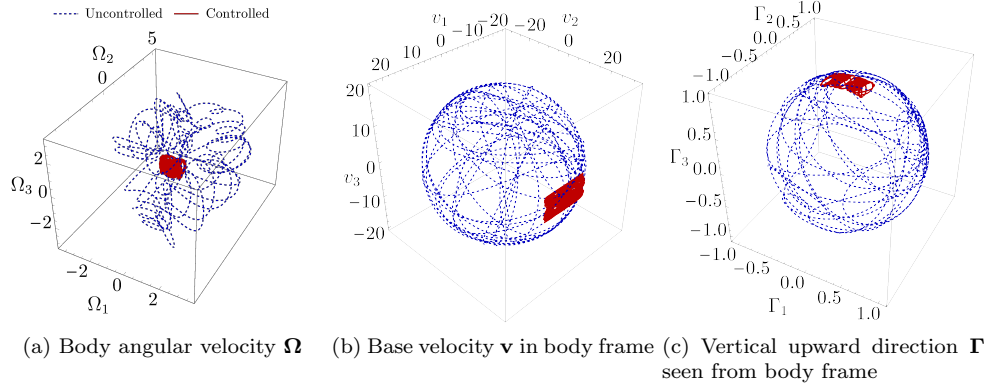 Uncontrolled Controlled
5
Ω₂
0
2
Ω₃ 0
−2
−2
0
Ω₁ 2
v₁ −20 −20 v₂
−10 0
0
10 20
20
20
10
0
v₃
−10
−20
Γ₂ 1.0
0.5
0.0
−0.5
−1.0
1.0
0.5
Γ₃
0.0
−0.5
−1.0
−1.0
−0.5
0.0
Γ₁ 0.5
1.0
(a) Body angular velocity Ω
(b) Base velocity v in body frame
(c) Vertical upward direction Γ
seen from body frame